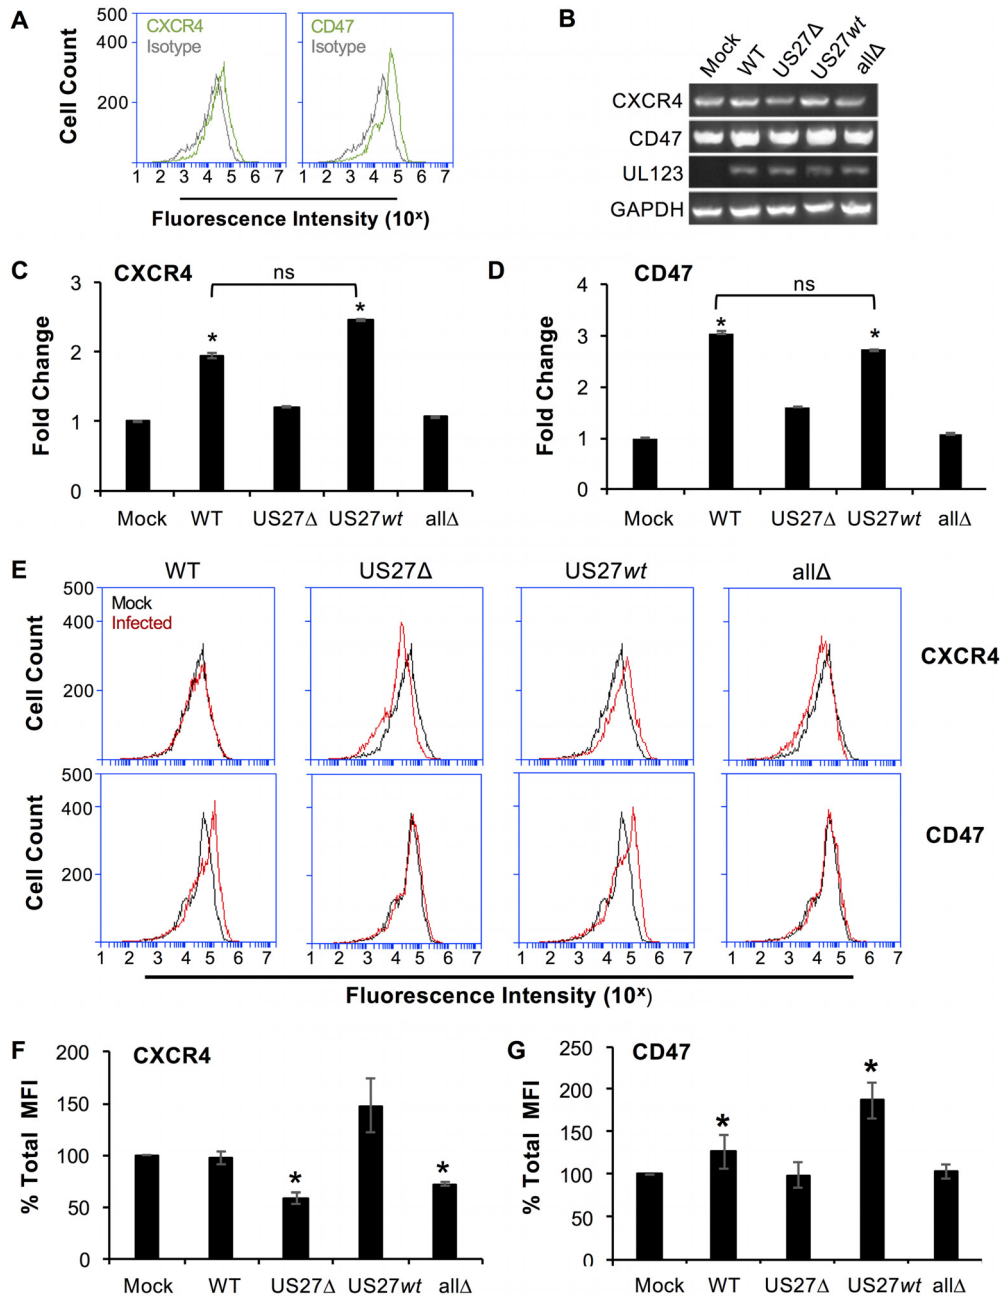 A
500
400
200
Cell Count
CXCR4
Isotype
CD47
Isotype
1 2 3 4 5 6 7
1 2 3 4 5 6 7
Fluorescence Intensity (10ˣ)
B
Mock WT US27Δ US27wt allΔ
CXCR4
CD47
UL123
GAPDH
C
CXCR4
ns
3
2
1
0
Fold Change
* *
Mock WT US27Δ US27wt allΔ
D
CD47
ns
4
3
2
1
0
Fold Change
* *
Mock WT US27Δ US27wt allΔ
E
WT US27Δ US27wt allΔ
500
400
200
Cell Count
Mock
Infected
CXCR4
500
400
200
Cell Count
CD47
1 2 3 4 5 6 7
1 2 3 4 5 6 7
1 2 3 4 5 6 7
1 2 3 4 5 6 7
Fluorescence Intensity (10ˣ)
F
CXCR4
200
150
100
50
0
% Total MFI
* *
Mock WT US27Δ US27wt allΔ
G
CD47
250
200
150
100
50
0
% Total MFI
* *
Mock WT US27Δ US27wt allΔ